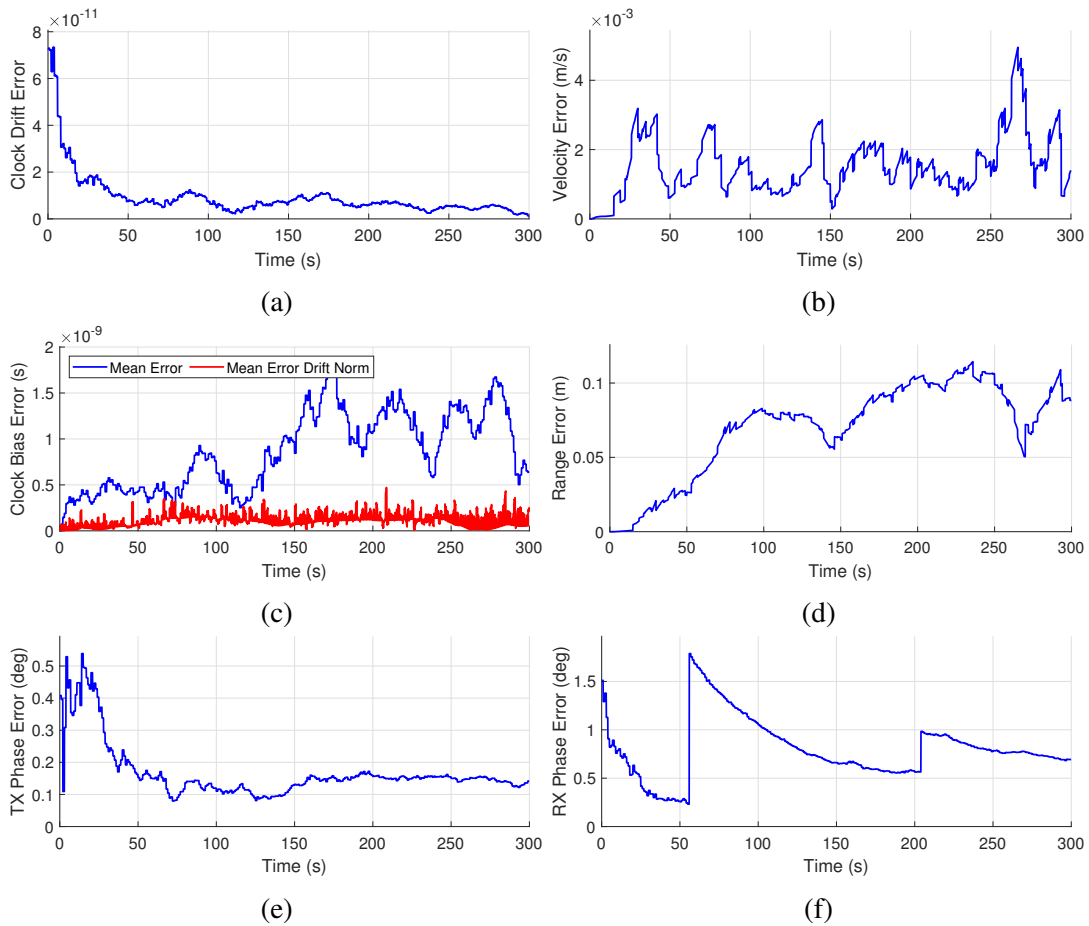 ×10⁻¹¹
8
6
4
2
0
Clock Drift Error
0 50 100 150 200 250 300
Time (s)
(a)
×10⁻³
4
2
0
Velocity Error (m/s)
0 50 100 150 200 250 300
Time (s)
(b)
×10⁻⁹
2
1.5
1
0.5
0
Clock Bias Error (s)
Mean Error Mean Error Drift Norm
0 50 100 150 200 250 300
Time (s)
(c)
0.1
0.05
0
Range Error (m)
0 50 100 150 200 250 300
Time (s)
(d)
0.5
0.4
0.3
0.2
0.1
0
TX Phase Error (deg)
0 50 100 150 200 250 300
Time (s)
(e)
1.5
1
0.5
0
RX Phase Error (deg)
0 50 100 150 200 250 300
Time (s)
(f)